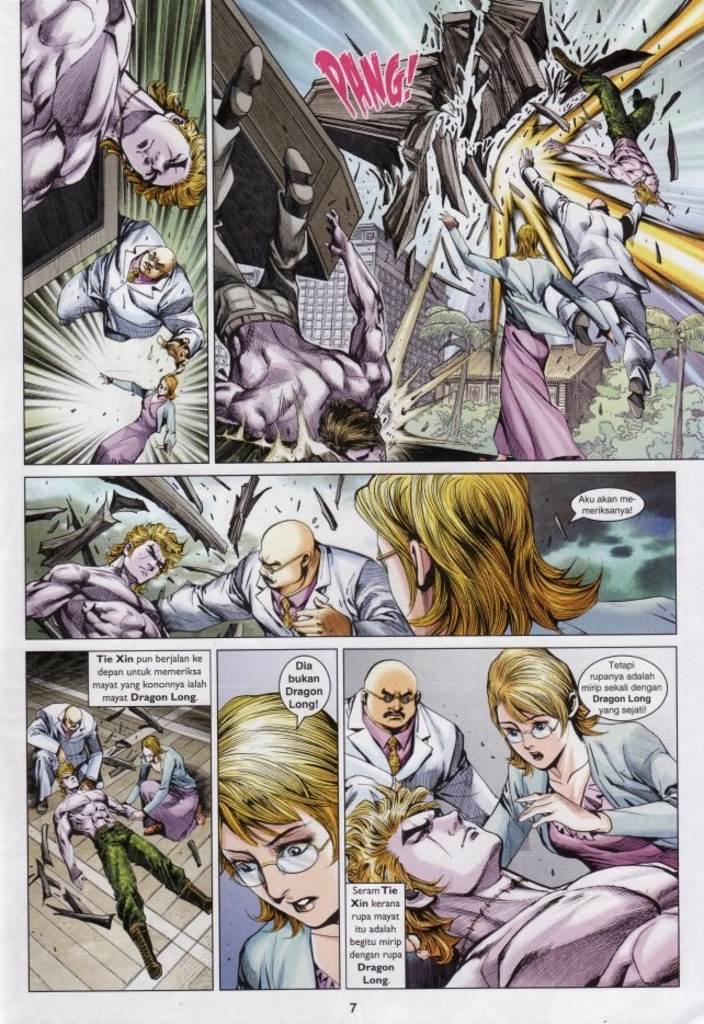 PANG!
Aku akan me-
meriksanya!
Tie Xin pun berjalan ke
depan untuk memeriksa
mayat yang kononnya ialah
mayat Dragon Long.
Dia
bukan
Dragon
Long!
Tetapi
rupanya adalah
mirip sekali dengan
Dragon Long
yang sejati!
Seram Tie
Xin kerana
rupa mayat
itu adalah
begitu mirip
dengan rupa
Dragon
Long.
7